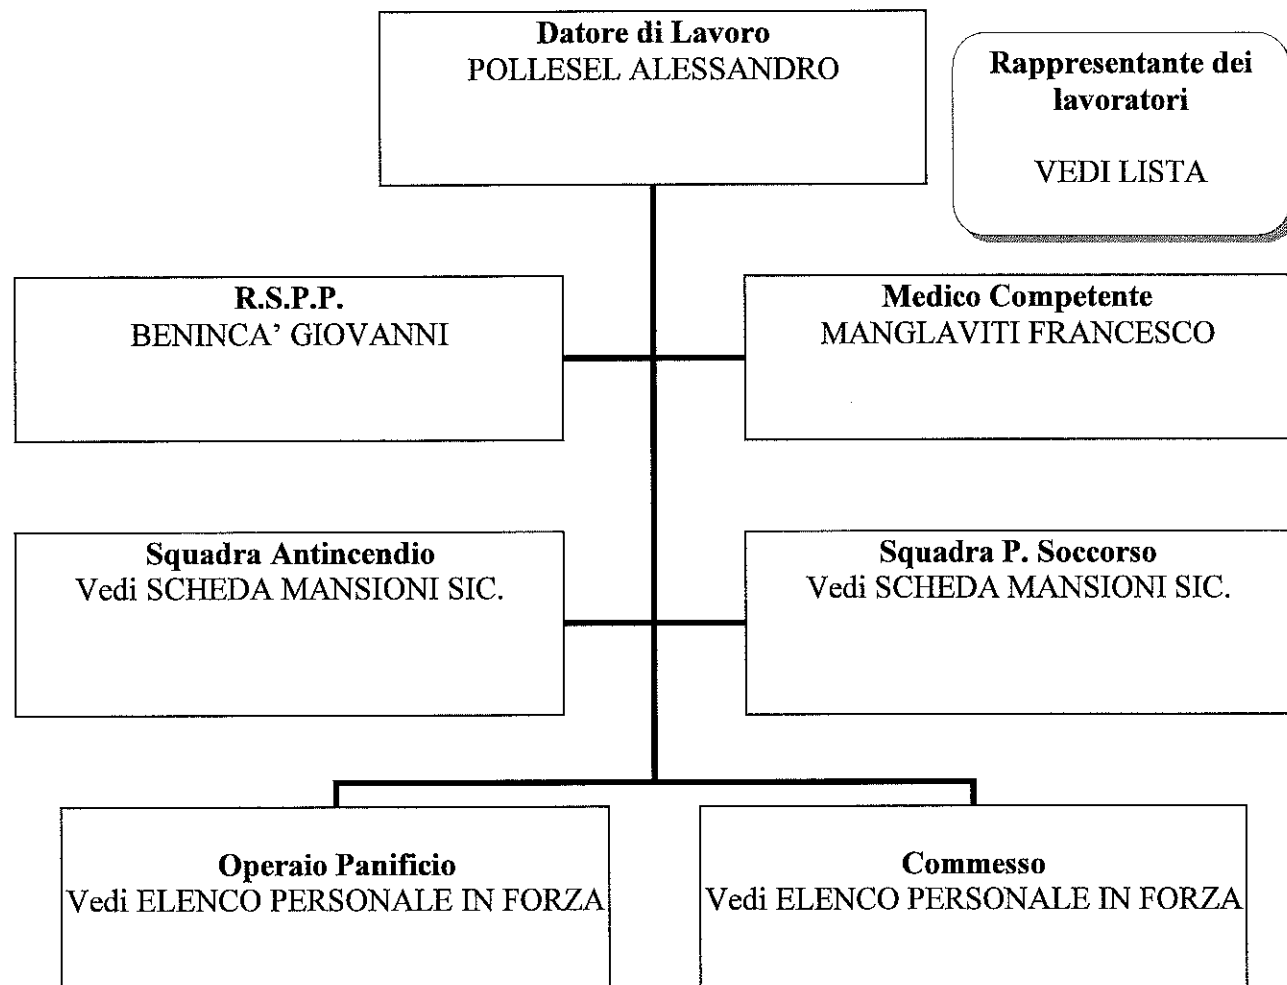 Datore di Lavoro
POLLESEL ALESSANDRO
Rappresentante dei
lavoratori
VEDI LISTA
R.S.P.P.
BENINCA’ GIOVANNI
Medico Competente
MANGLAVITI FRANCESCO
Squadra Antincendio
Vedi SCHEDA MANSIONI SIC.
Squadra P. Soccorso
Vedi SCHEDA MANSIONI SIC.
Operaio Panificio
Vedi ELENCO PERSONALE IN FORZA
Commesso
Vedi ELENCO PERSONALE IN FORZA